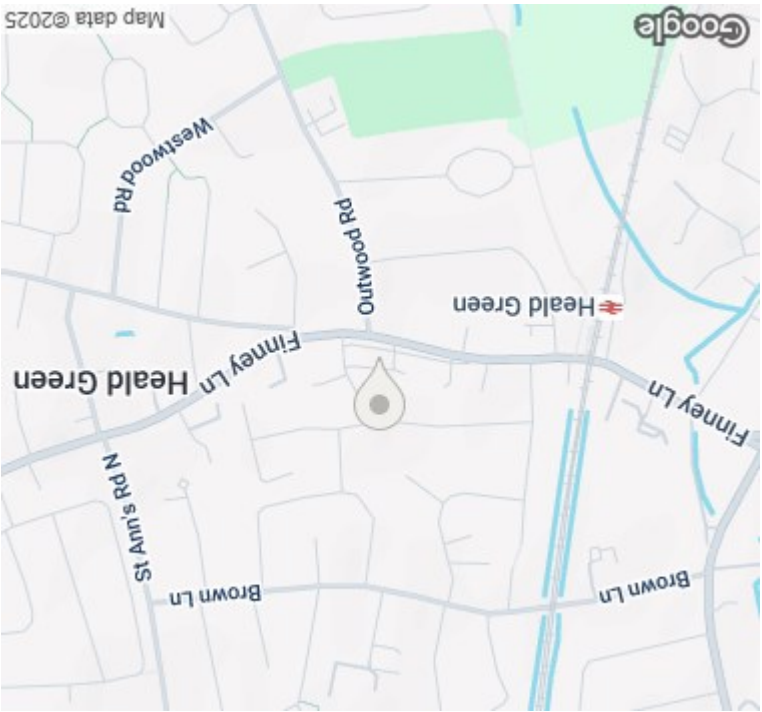 Brown Ln
Brown Ln
St Ann's Rd N
Finney Ln
Heald Green
Finney Ln
Heald Green
Outwood Rd
Westwood Rd
Google
Map data ©2025